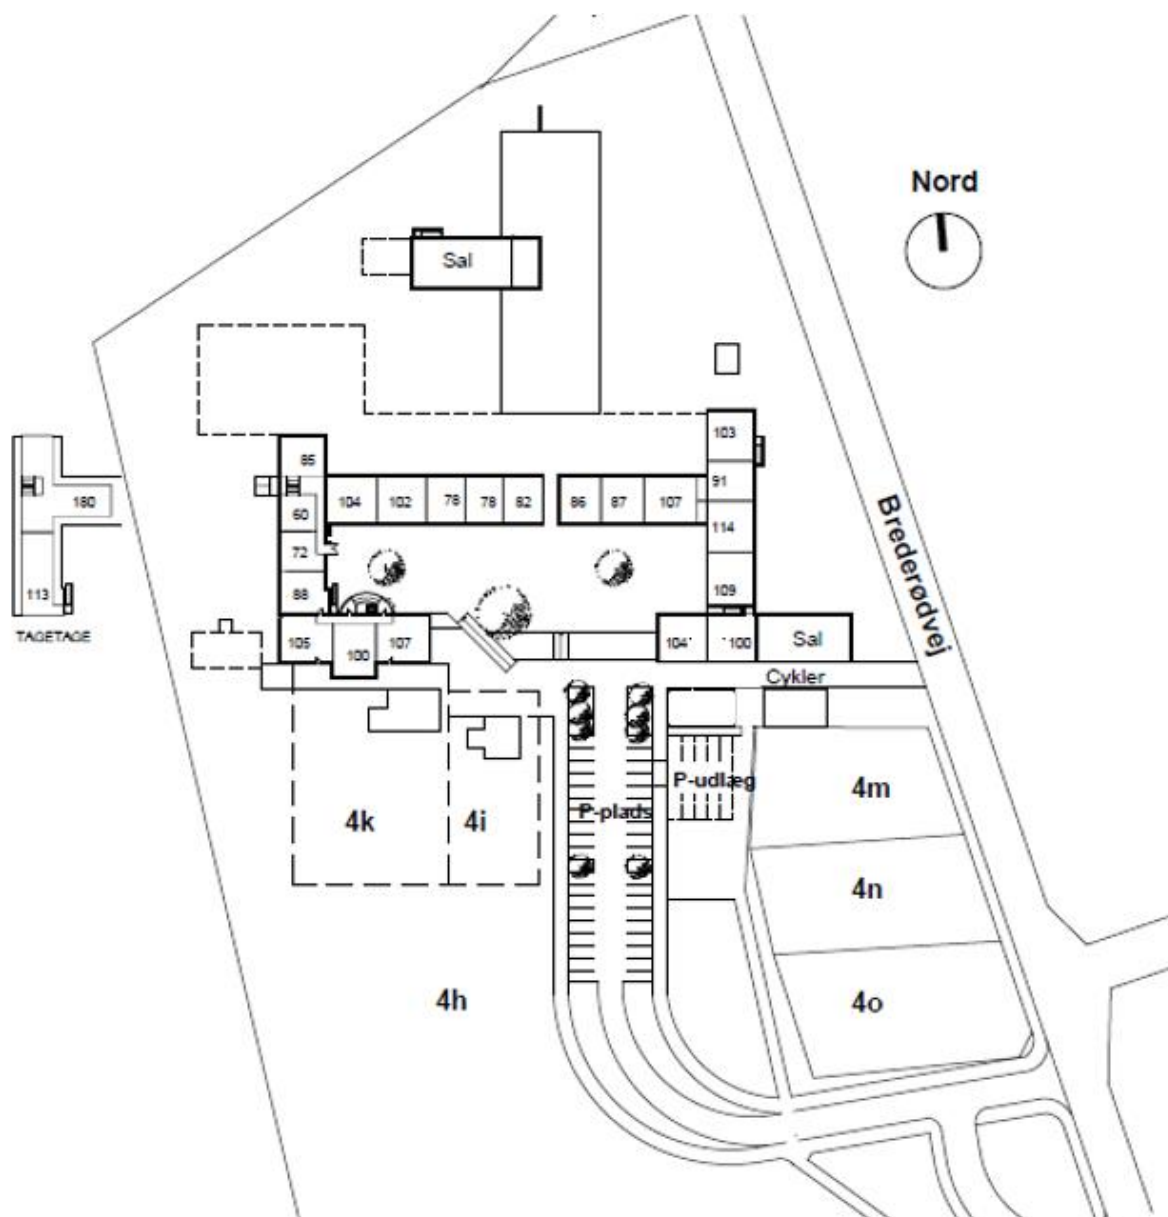 Nord
Sal
103
85
91
180
104
102
78
78
82
86
87
107
60
114
72
113
88
109
TAGETAGE
105
100
107
104
100
Sal
Brederødvej
Cykler
P-udlæg
4m
P-plads
4k
4i
4n
4h
4o